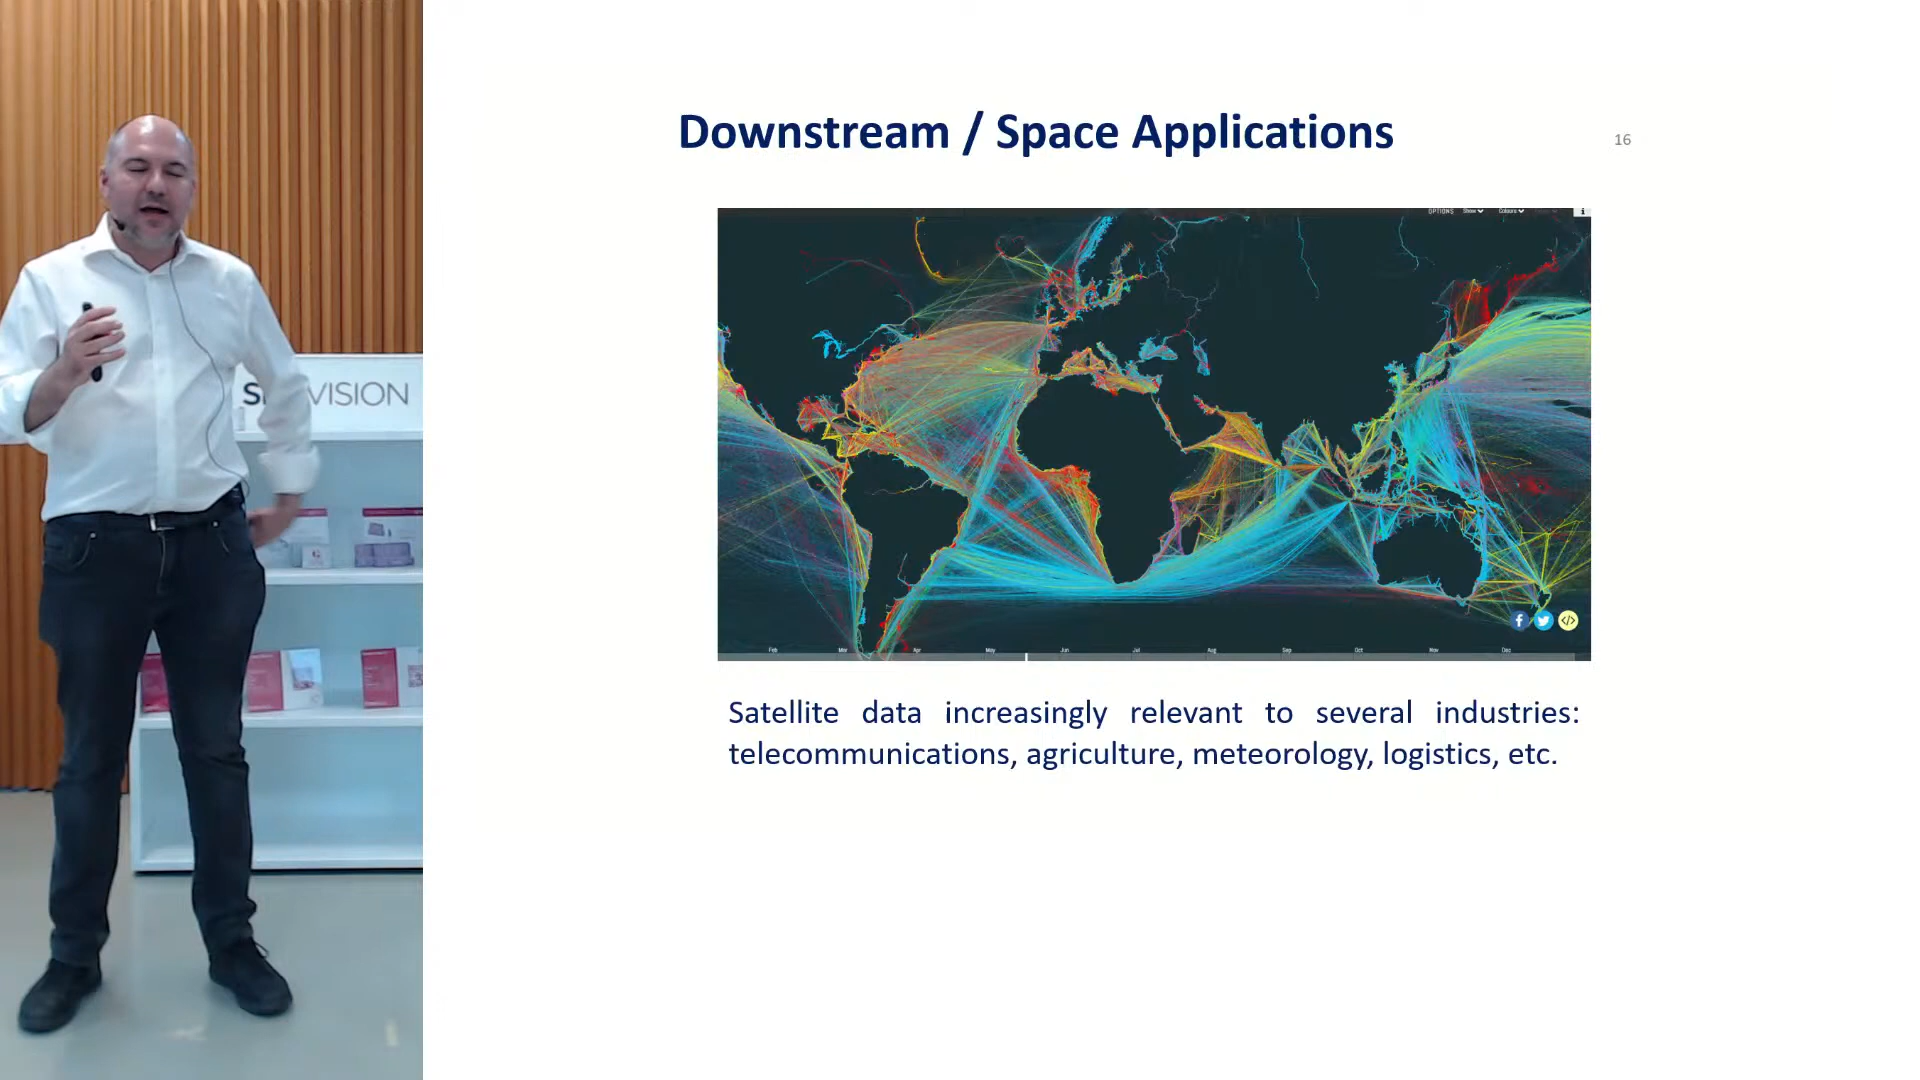 Downstream / Space Applications
16
OPTIONS Show Colours
i
Feb Mar Apr May Jun Jul Aug Sep Oct Nov Dec
Satellite data increasingly relevant to several industries:
telecommunications, agriculture, meteorology, logistics, etc.
VISION